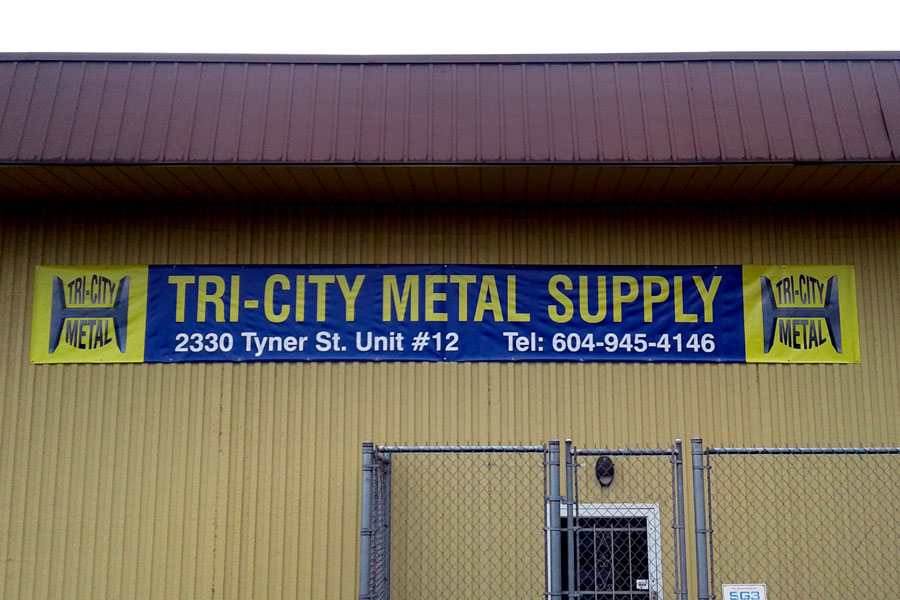 TRI-CITY
METAL
TRI-CITY METAL SUPPLY
2330 Tyner St. Unit #12 Tel: 604-945-4146
TRI-CITY
METAL
SG3